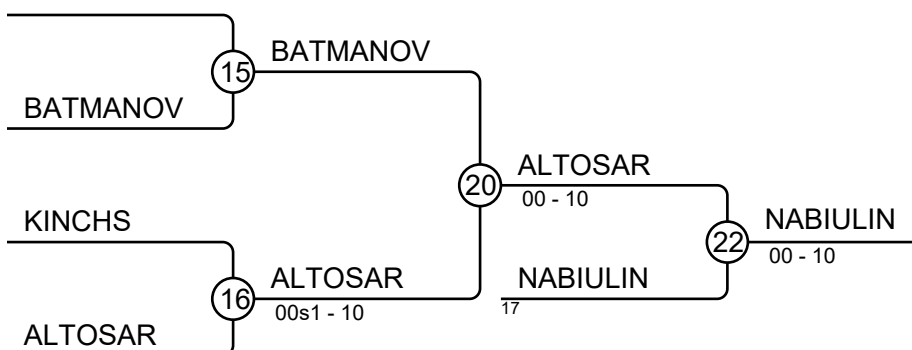 15
BATMANOV
BATMANOV
20
ALTOSAR
00 - 10
KINCHS
16
ALTOSAR
00s1 - 10
ALTOSAR
NABIULIN
17
22
NABIULIN
00 - 10